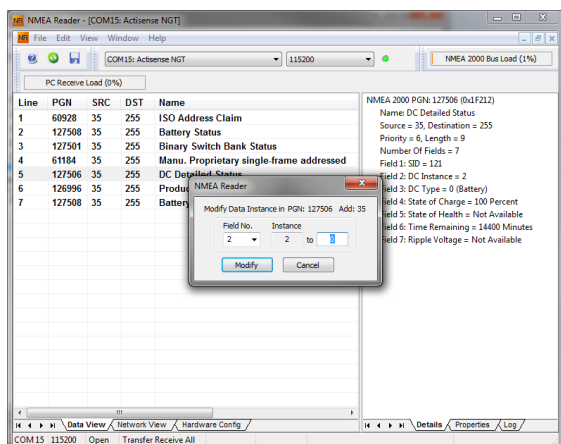 NMEA Reader - [COM15: Actisense NGT]
File Edit View Window Help
COM15: Actisense NGT 115200 NMEA 2000 Bus Load (1%)
PC Receive Load (0%)
Line PGN SRC DST Name
1 60928 35 255 ISO Address Claim
2 127508 35 255 Battery Status
3 127501 35 255 Binary Switch Bank Status
4 61184 35 255 Manu. Proprietary single-frame addressed
5 127506 35 255 DC Detailed Status
6 126996 35 255 Produ
7 127508 35 255 Battery
NMEA 2000 PGN: 127506 (0x1F212)
Name: DC Detailed Status
Source = 35, Destination = 255
Priority = 6, Length = 9
Number Of Fields = 7
Field 1: SID = 121
Field 2: DC Instance = 2
Field 3: DC Type = 0 (Battery)
Field 4: State of Charge = 100 Percent
Field 5: State of Health = Not Available
Field 6: Time Remaining = 14400 Minutes
Field 7: Ripple Voltage = Not Available
NMEA Reader
Modify Data Instance in PGN: 127506 Add: 35
Field No. Instance
2 2 to 0
Modify Cancel
Data View Network View Hardware Config
Details Properties Log
COM 15 115200 Open Transfer Receive All